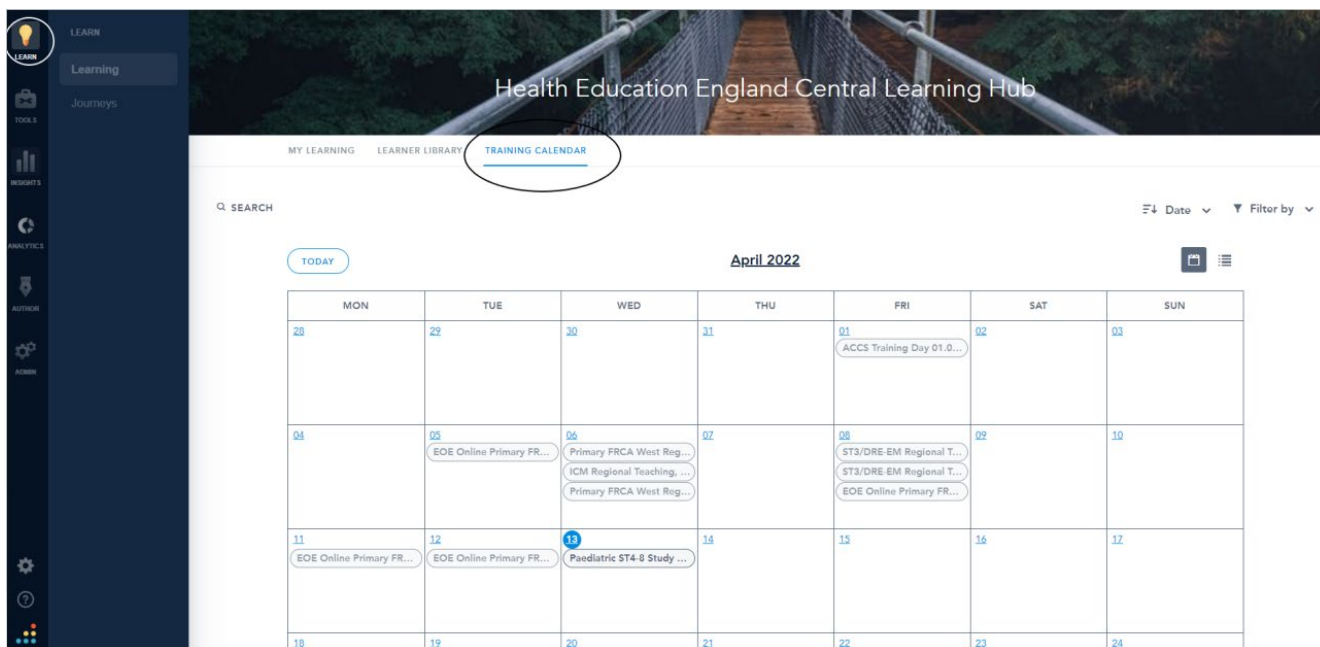 LEARN
TOOLS
INSIGHTS
ANALYTICS
AUTHOR
ADMIN
LEARN
Learning
Journeys
Health Education England Central Learning Hub
MY LEARNING LEARNER LIBRARY TRAINING CALENDAR
SEARCH
Date Filter by
TODAY April 2022
MON TUE WED THU FRI SAT SUN
28 29 30 31 01 02 03
ACCS Training Day 01.0...
04 05 06 07 08 09 10
EOE Online Primary FR... Primary FRCA West Reg... ST3/DRE-EM Regional T...
ICM Regional Teaching, ... ST3/DRE-EM Regional T...
Primary FRCA West Reg... EOE Online Primary FR...
11 12 13 14 15 16 17
EOE Online Primary FR... EOE Online Primary FR... Paediatric ST4-8 Study ...
18 19 20 21 22 23 24